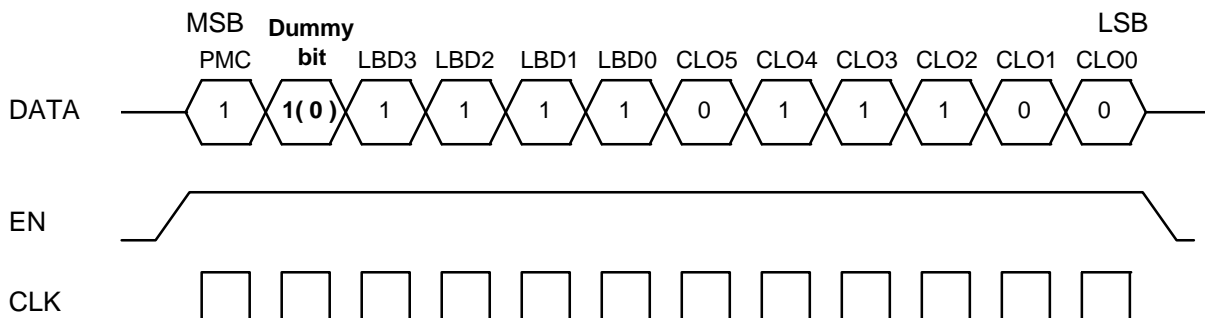 MSB Dummy bit LSB
PMC LBD3 LBD2 LBD1 LBD0 CLO5 CLO4 CLO3 CLO2 CLO1 CLO0
DATA 1 1(0) 1 1 1 1 0 1 1 1 0 0
EN
CLK